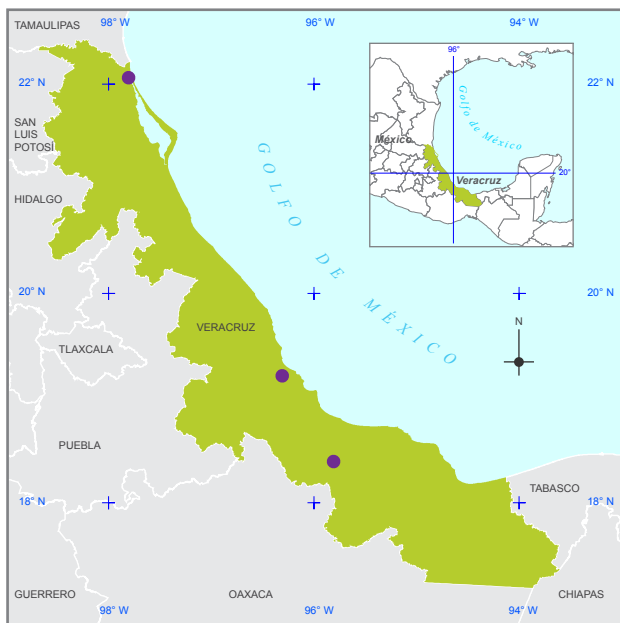 TAMAULIPAS
98° W
96° W
94° W
22° N
22° N
SAN
LUIS
POTOSÍ
HIDALGO
GOLFO DE MÉXICO
96°
Golfo de México
México
Veracruz
20°
20° N
20° N
VERACRUZ
N
TLAXCALA
PUEBLA
TABASCO
18° N
18° N
GUERRERO
OAXACA
CHIAPAS
98° W
96° W
94° W